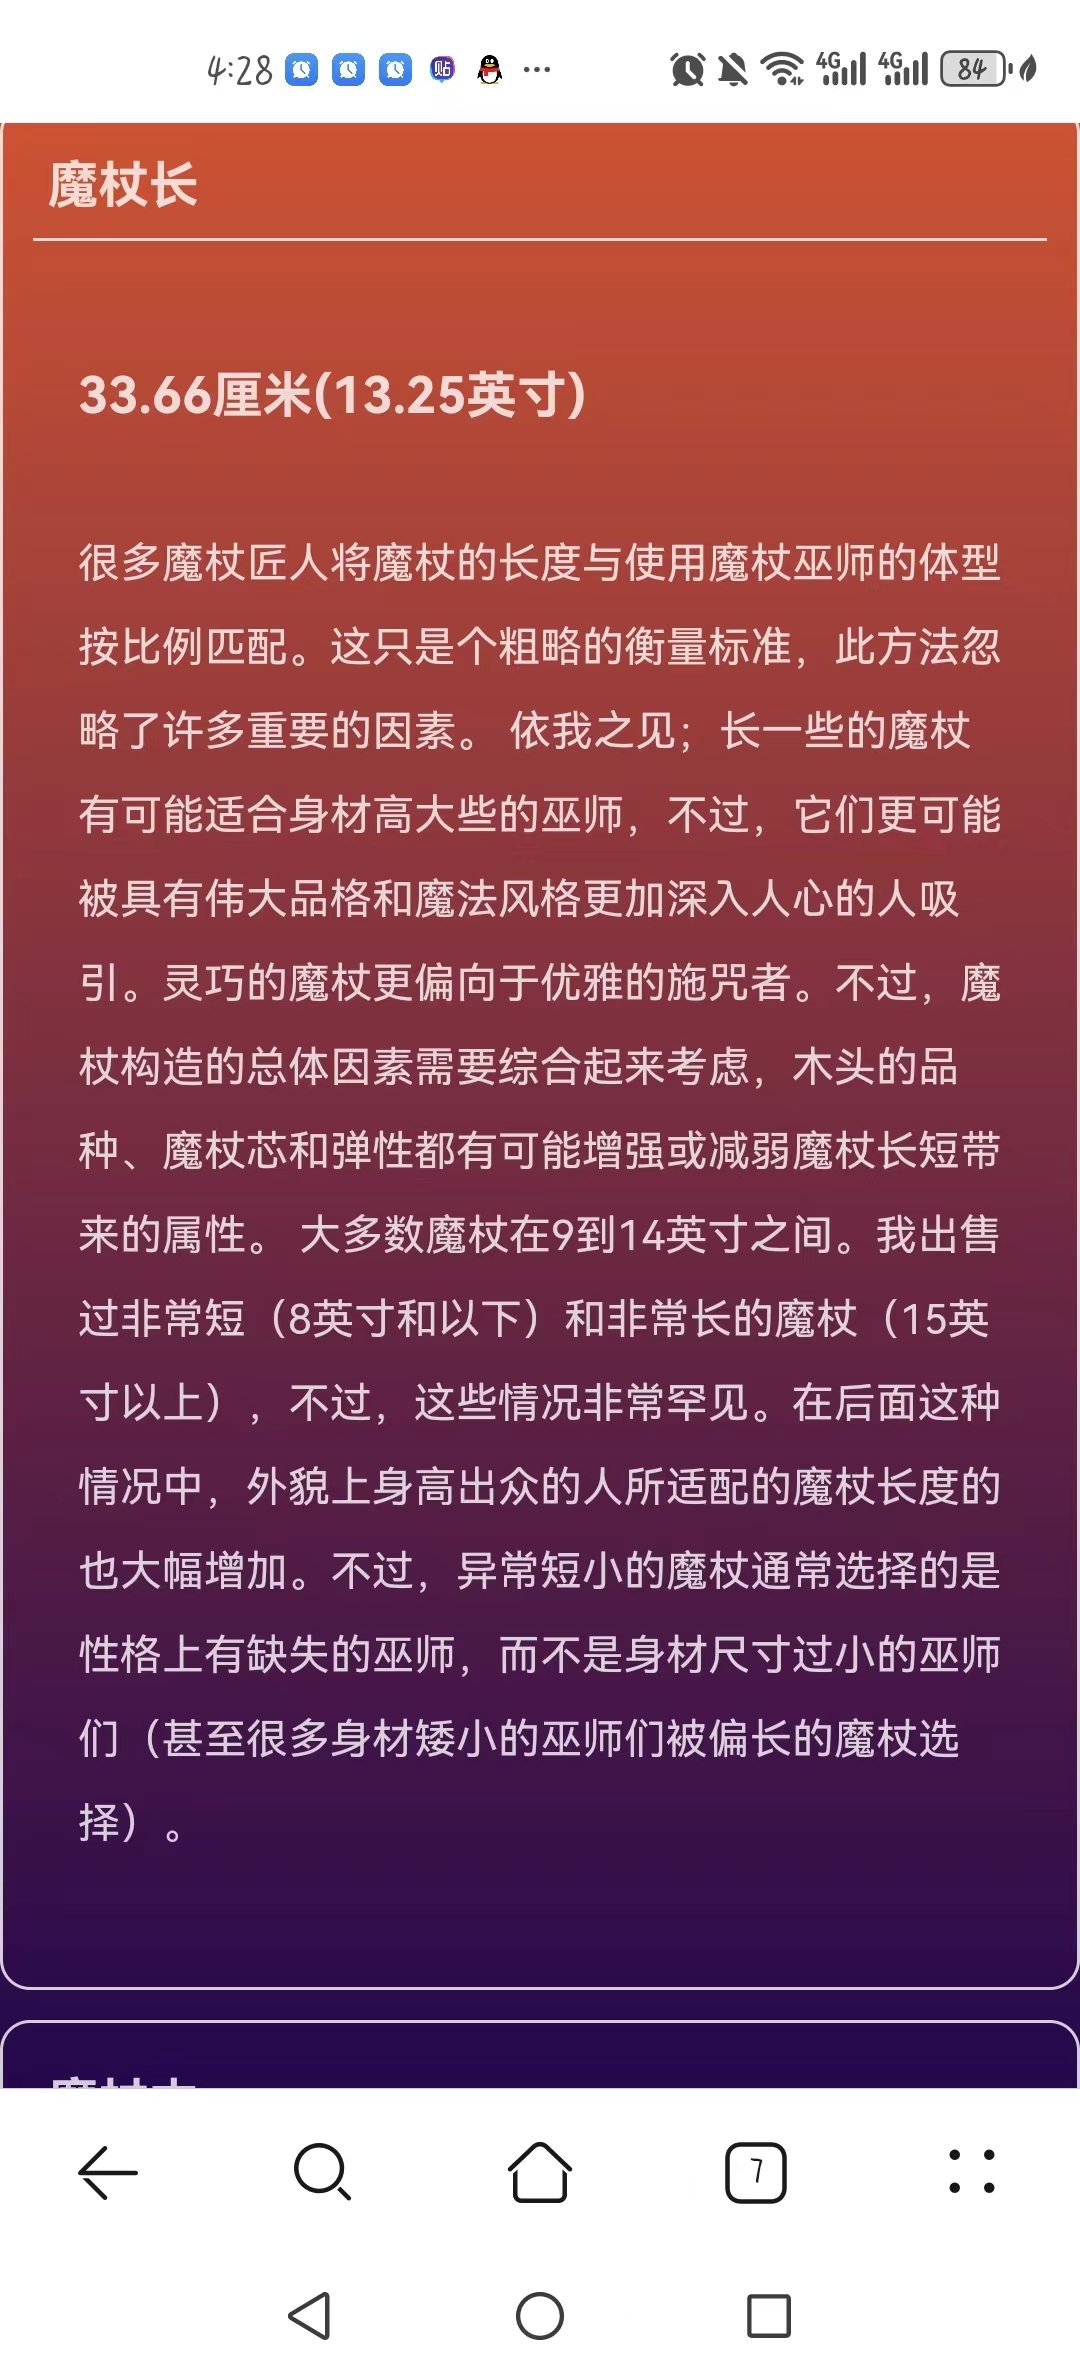 4:28
贴
4G
4G
84
魔杖长
33.66厘米(13.25英寸)
很多魔杖匠人将魔杖的长度与使用魔杖巫师的体型
按比例匹配。这只是个粗略的衡量标准，此方法忽
略了许多重要的因素。 依我之见；长一些的魔杖
有可能适合身材高大些的巫师，不过，它们更可能
被具有伟大品格和魔法风格更加深入人心的人吸
引。灵巧的魔杖更偏向于优雅的施咒者。不过，魔
杖构造的总体因素需要综合起来考虑，木头的品
种、魔杖芯和弹性都有可能增强或减弱魔杖长短带
来的属性。 大多数魔杖在9到14英寸之间。我出售
过非常短（8英寸和以下）和非常长的魔杖（15英
寸以上），不过，这些情况非常罕见。在后面这种
情况中，外貌上身高出众的人所适配的魔杖长度的
也大幅增加。不过，异常短小的魔杖通常选择的是
性格上有缺失的巫师，而不是身材尺寸过小的巫师
们（甚至很多身材矮小的巫师们被偏长的魔杖选
择）。
7